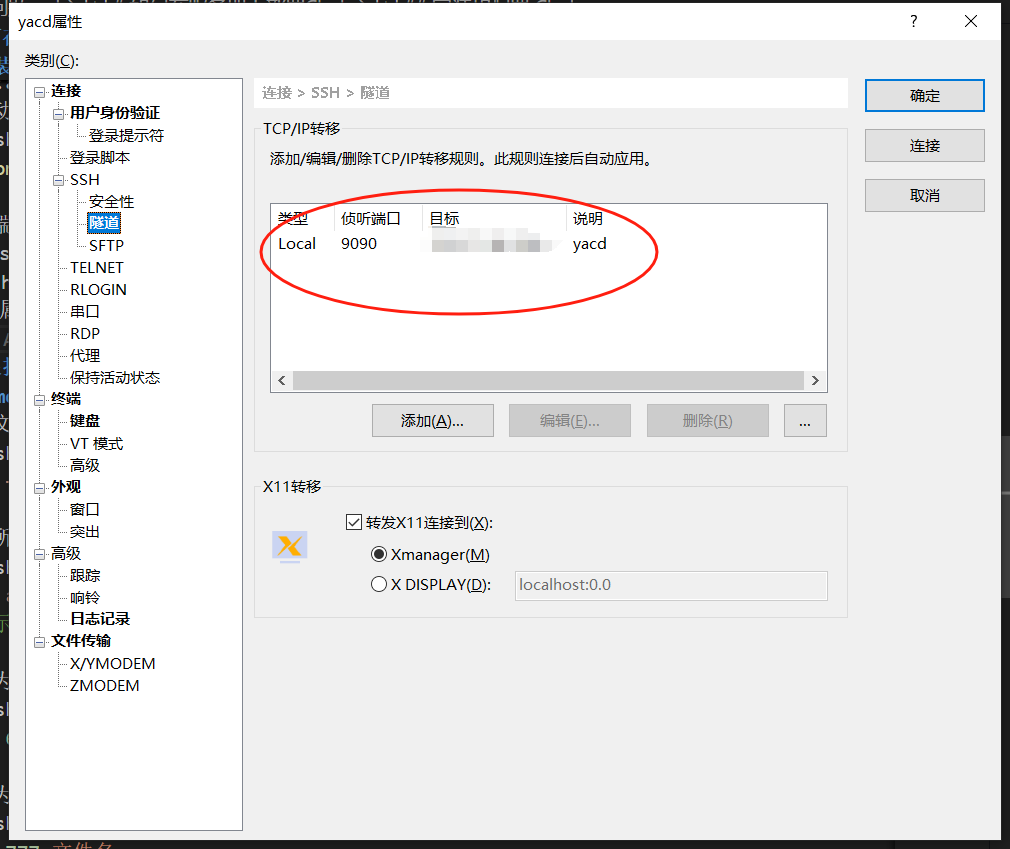 yacd属性
?
类别(C):
连接
用户身份验证
登录提示符
登录脚本
SSH
安全性
隧道
SFTP
TELNET
RLOGIN
串口
RDP
代理
保持活动状态
终端
键盘
VT 模式
高级
外观
窗口
突出
高级
跟踪
响铃
日志记录
文件传输
X/YMODEM
ZMODEM
连接 > SSH > 隧道
TCP/IP转移
添加/编辑/删除TCP/IP转移规则。此规则连接后自动应用。
类型 侦听端口 目标 说明
Local 9090 yacd
添加(A)... 编辑(E)... 删除(R) ...
X11转移
转发X11连接到(X):
Xmanager(M)
X DISPLAY(D): localhost:0.0
确定
连接
取消